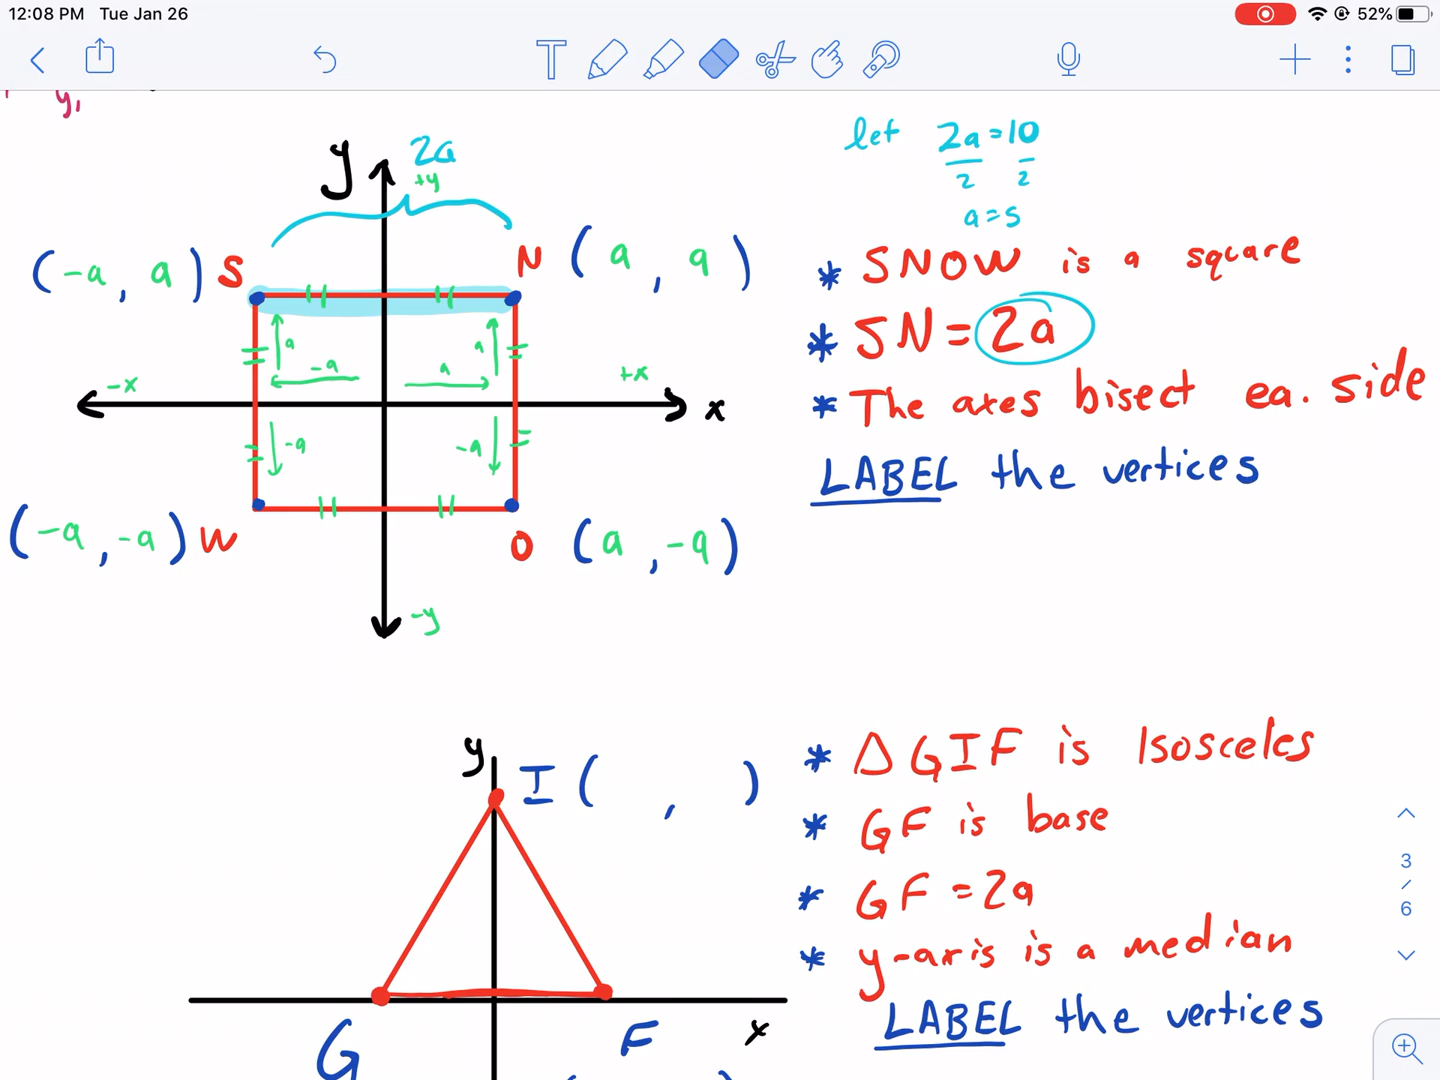 12:08 PM Tue Jan 26
52%
T
y,
let 2a=10
2 2
a=5
y
2a
+y
(-a, a) S
N (a, a)
* SNOW is a square
* SN=2a
* The axes bisect ea. side
LABEL the vertices
a
a
-a
a
-x
+x
x
-a
-a
(-a, -a) W
O (a, -a)
-y
y
I ( , )
* Δ GIF is Isosceles
* GF is base
* GF = 2a
* y-axis is a median
LABEL the vertices
G
F
x
3
/
6